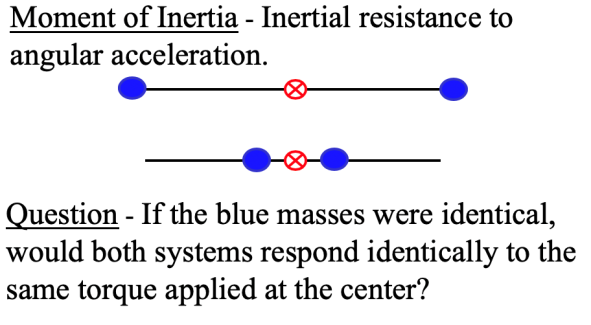 Moment of Inertia - Inertial resistance to
angular acceleration.
Question - If the blue masses were identical,
would both systems respond identically to the
same torque applied at the center?